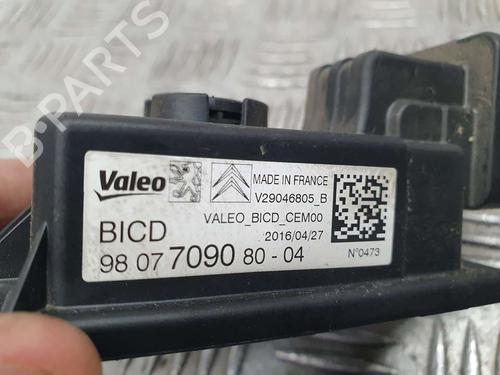 B-PARTS
Valeo
MADE IN FRANCE
V29046805_B
VALEO_BICD_CEM00
BICD
2016/04/27
98 07 7090 80-04
N°0473